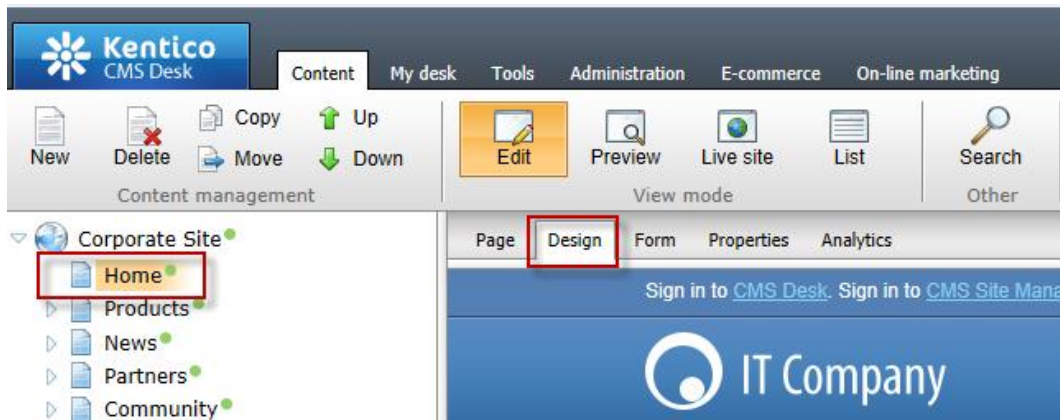 Kentico
CMS Desk
Content My desk Tools Administration E-commerce On-line marketing
New Delete Copy Move Up Down
Content management
Edit Preview Live site List
View mode
Search
Other
Corporate Site
Home
Products
News
Partners
Community
Page Design Form Properties Analytics
Sign in to CMS Desk. Sign in to CMS Site Mana
IT Company